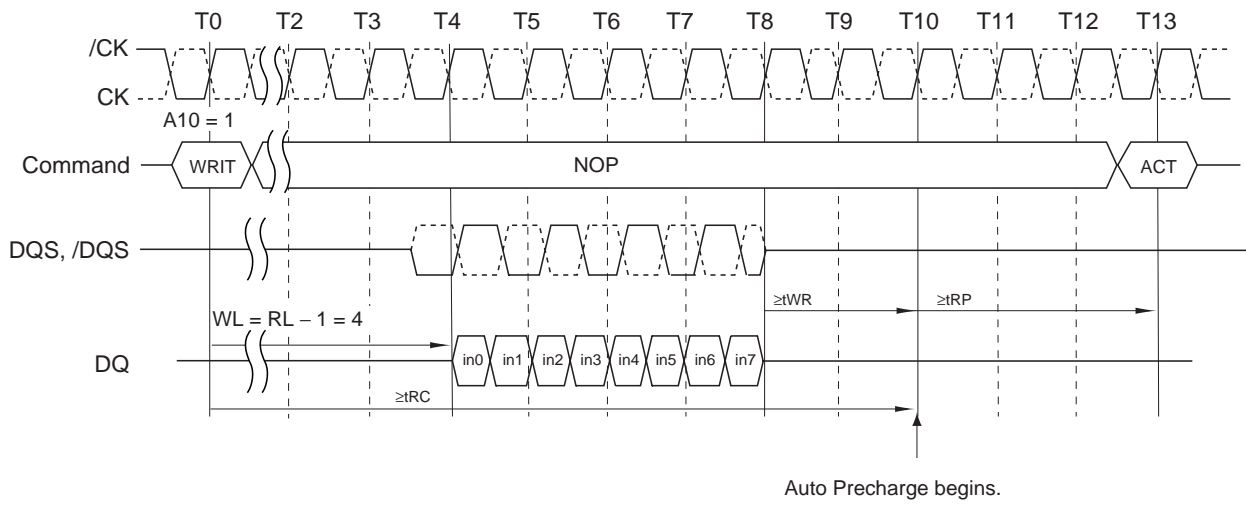 T0 T2 T3 T4 T5 T6 T7 T8 T9 T10 T11 T12 T13
/CK
CK
A10 = 1
Command WRIT NOP ACT
DQS, /DQS
≥tWR ≥tRP
WL = RL − 1 = 4
DQ in0 in1 in2 in3 in4 in5 in6 in7
≥tRC
Auto Precharge begins.